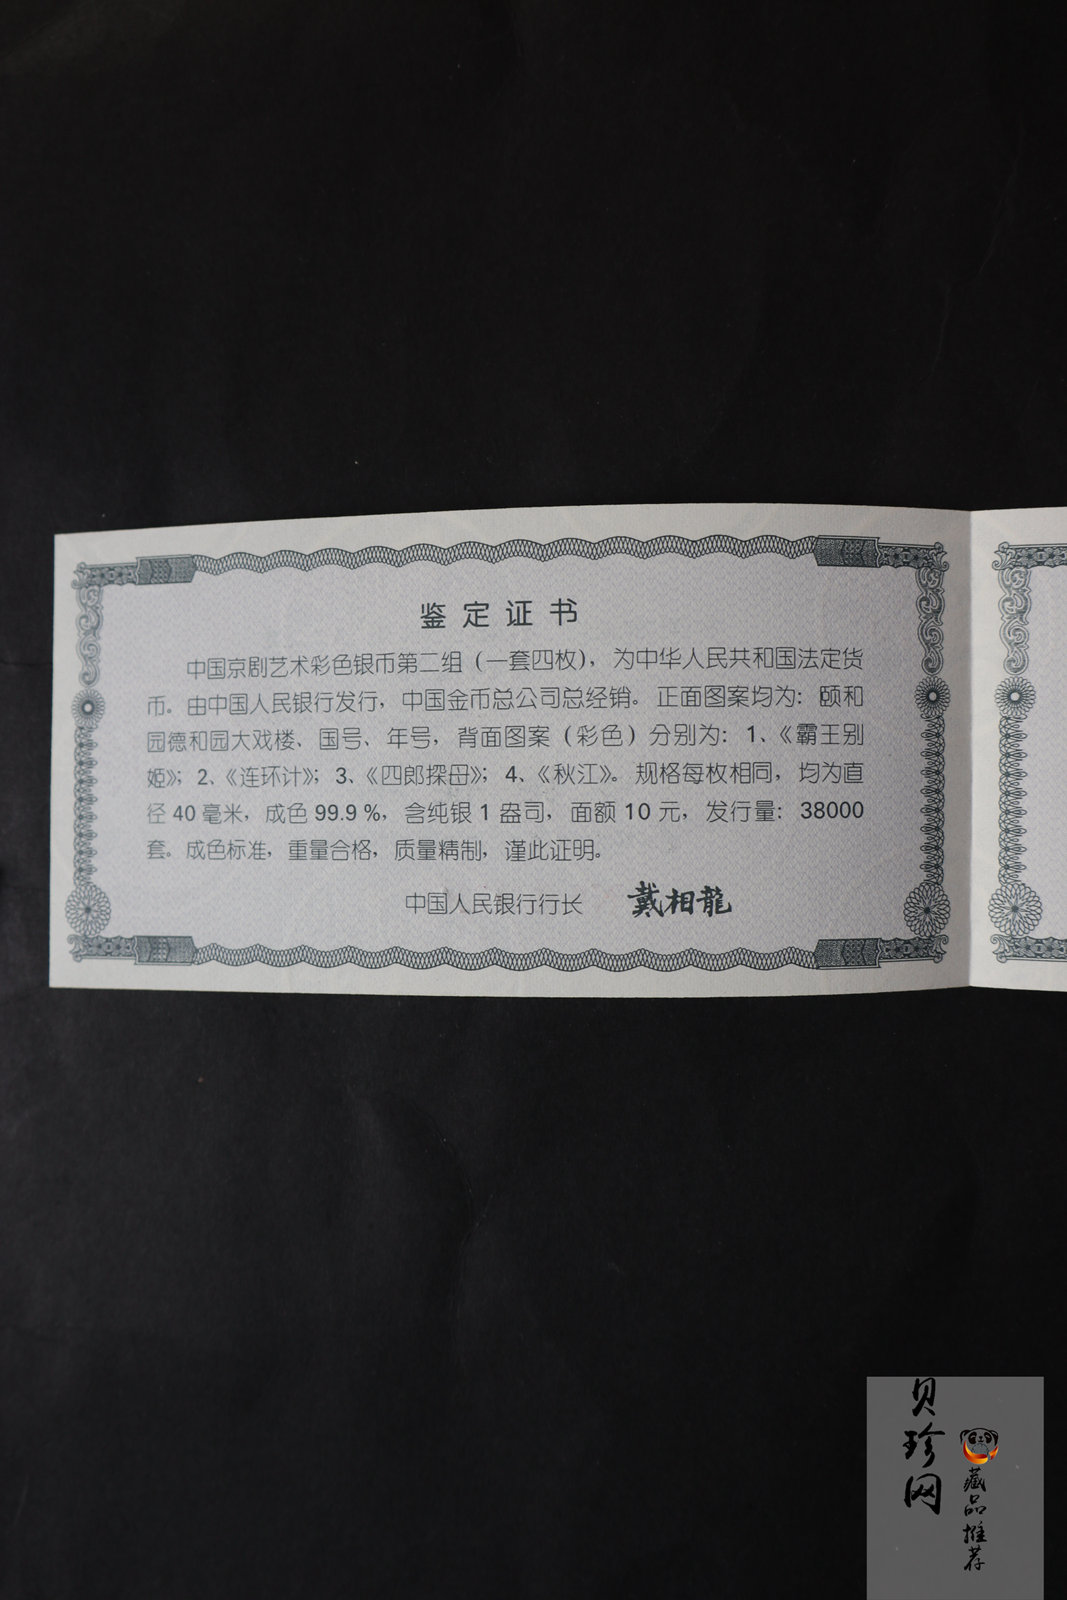 鉴定证书
中国京剧艺术彩色银币第二组（一套四枚），为中华人民共和国法定货
币。由中国人民银行发行，中国金币总公司总经销。正面图案均为：颐和
园德和园大戏楼、国号、年号，背面图案（彩色）分别为：1、《霸王别
姬》；2、《连环计》；3、《四郎探母》；4、《秋江》。规格每枚相同，均为直
径40毫米，成色99.9%，含纯银1盎司，面额10元，发行量：38000
套。成色标准，重量合格，质量精制，谨此证明。
中国人民银行行长 戴相龍
贝珍网
藏品推荐